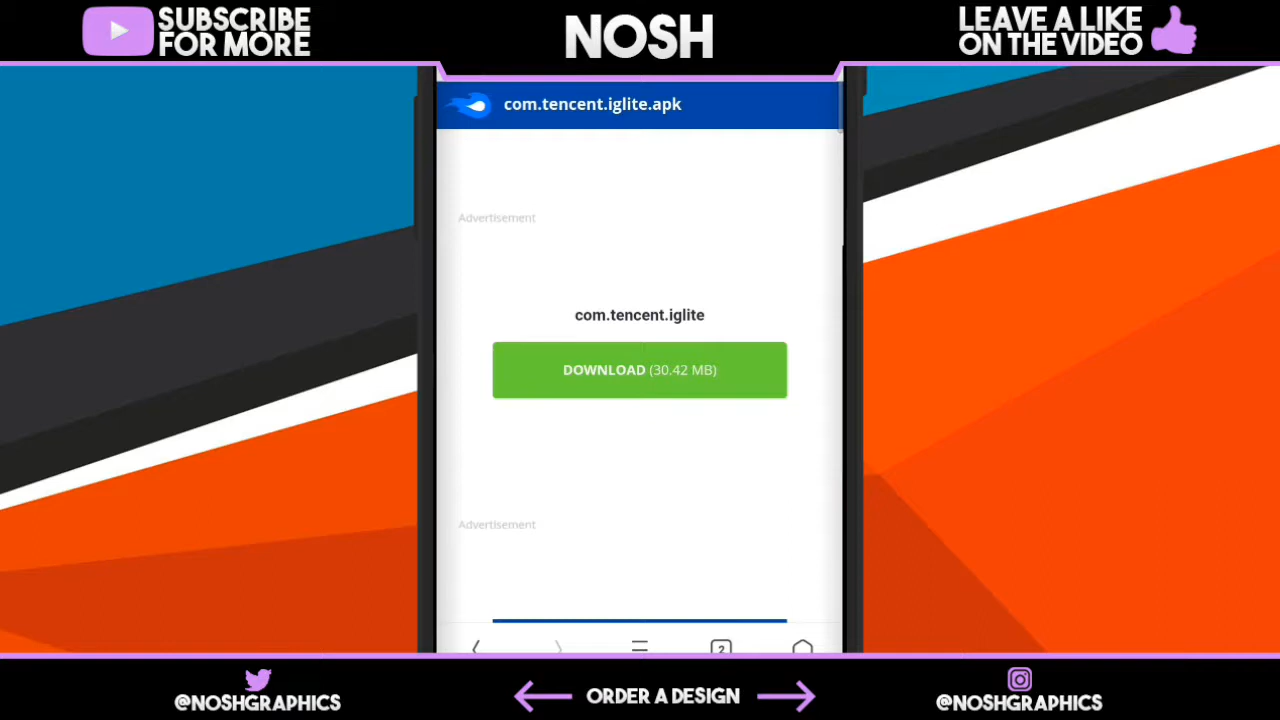 SUBSCRIBE
FOR MORE
NOSH
LEAVE A LIKE
ON THE VIDEO
com.tencent.iglite.apk
Advertisement
com.tencent.iglite
DOWNLOAD (30.42 MB)
Advertisement
2
@NOSHGRAPHICS
ORDER A DESIGN
@NOSHGRAPHICS